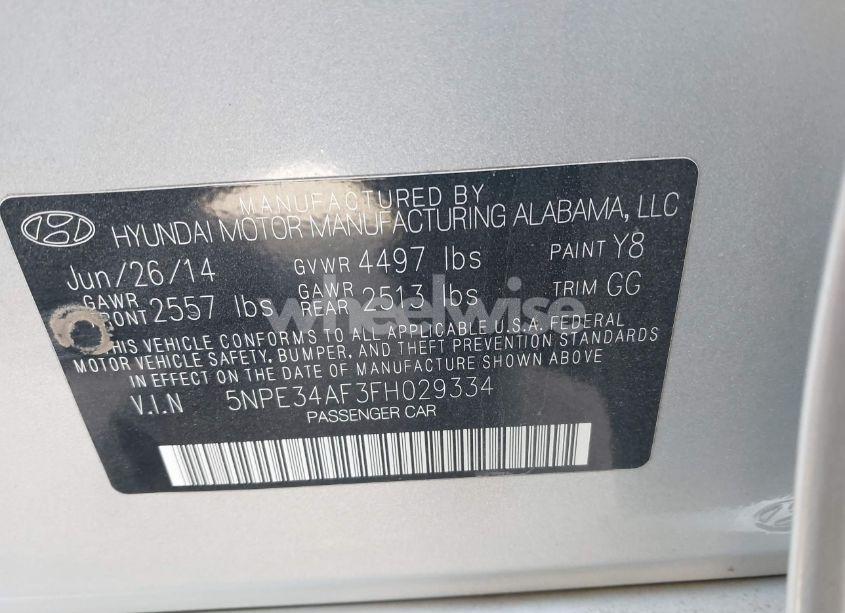 MANUFACTURED BY
HYUNDAI MOTOR MANUFACTURING ALABAMA, LLC
Jun/26/14 GVWR 4497 lbs PAINT Y8
GAWR FRONT 2557 lbs GAWR REAR 2513 lbs TRIM GG
THIS VEHICLE CONFORMS TO ALL APPLICABLE U.S.A. FEDERAL
MOTOR VEHICLE SAFETY, BUMPER, AND THEFT PREVENTION STANDARDS
IN EFFECT ON THE DATE OF MANUFACTURE SHOWN ABOVE
V.I.N 5NPE34AF3FH029334
PASSENGER CAR
wheelwise